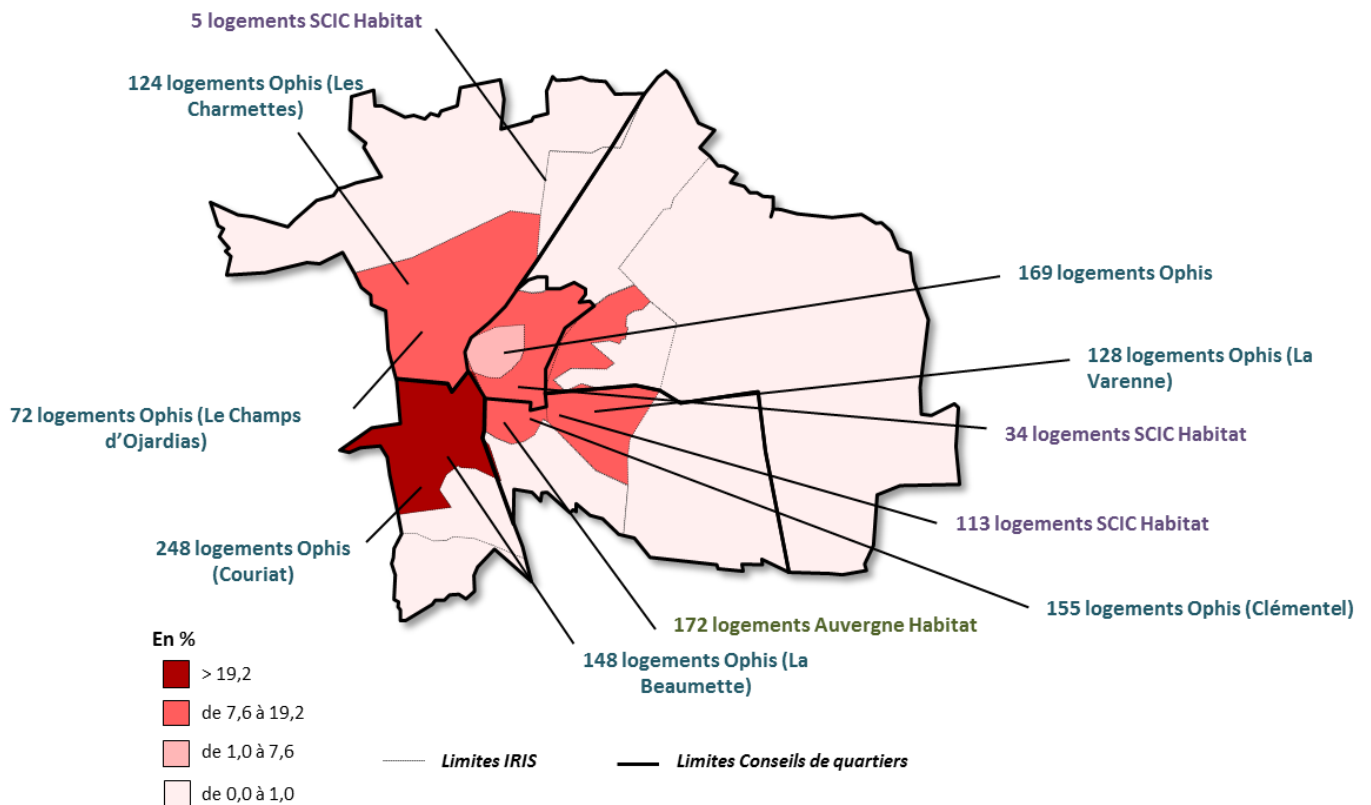 5 logements SCIC Habitat
124 logements Ophis (Les
Charmettes)
169 logements Ophis
128 logements Ophis (La
Varenne)
72 logements Ophis (Le Champs
d’Ojardias)
34 logements SCIC Habitat
113 logements SCIC Habitat
248 logements Ophis
(Couriat)
155 logements Ophis (Clémentel)
172 logements Auvergne Habitat
148 logements Ophis (La
Beaumette)
En %
> 19,2
de 7,6 à 19,2
de 1,0 à 7,6
de 0,0 à 1,0
Limites IRIS
Limites Conseils de quartiers